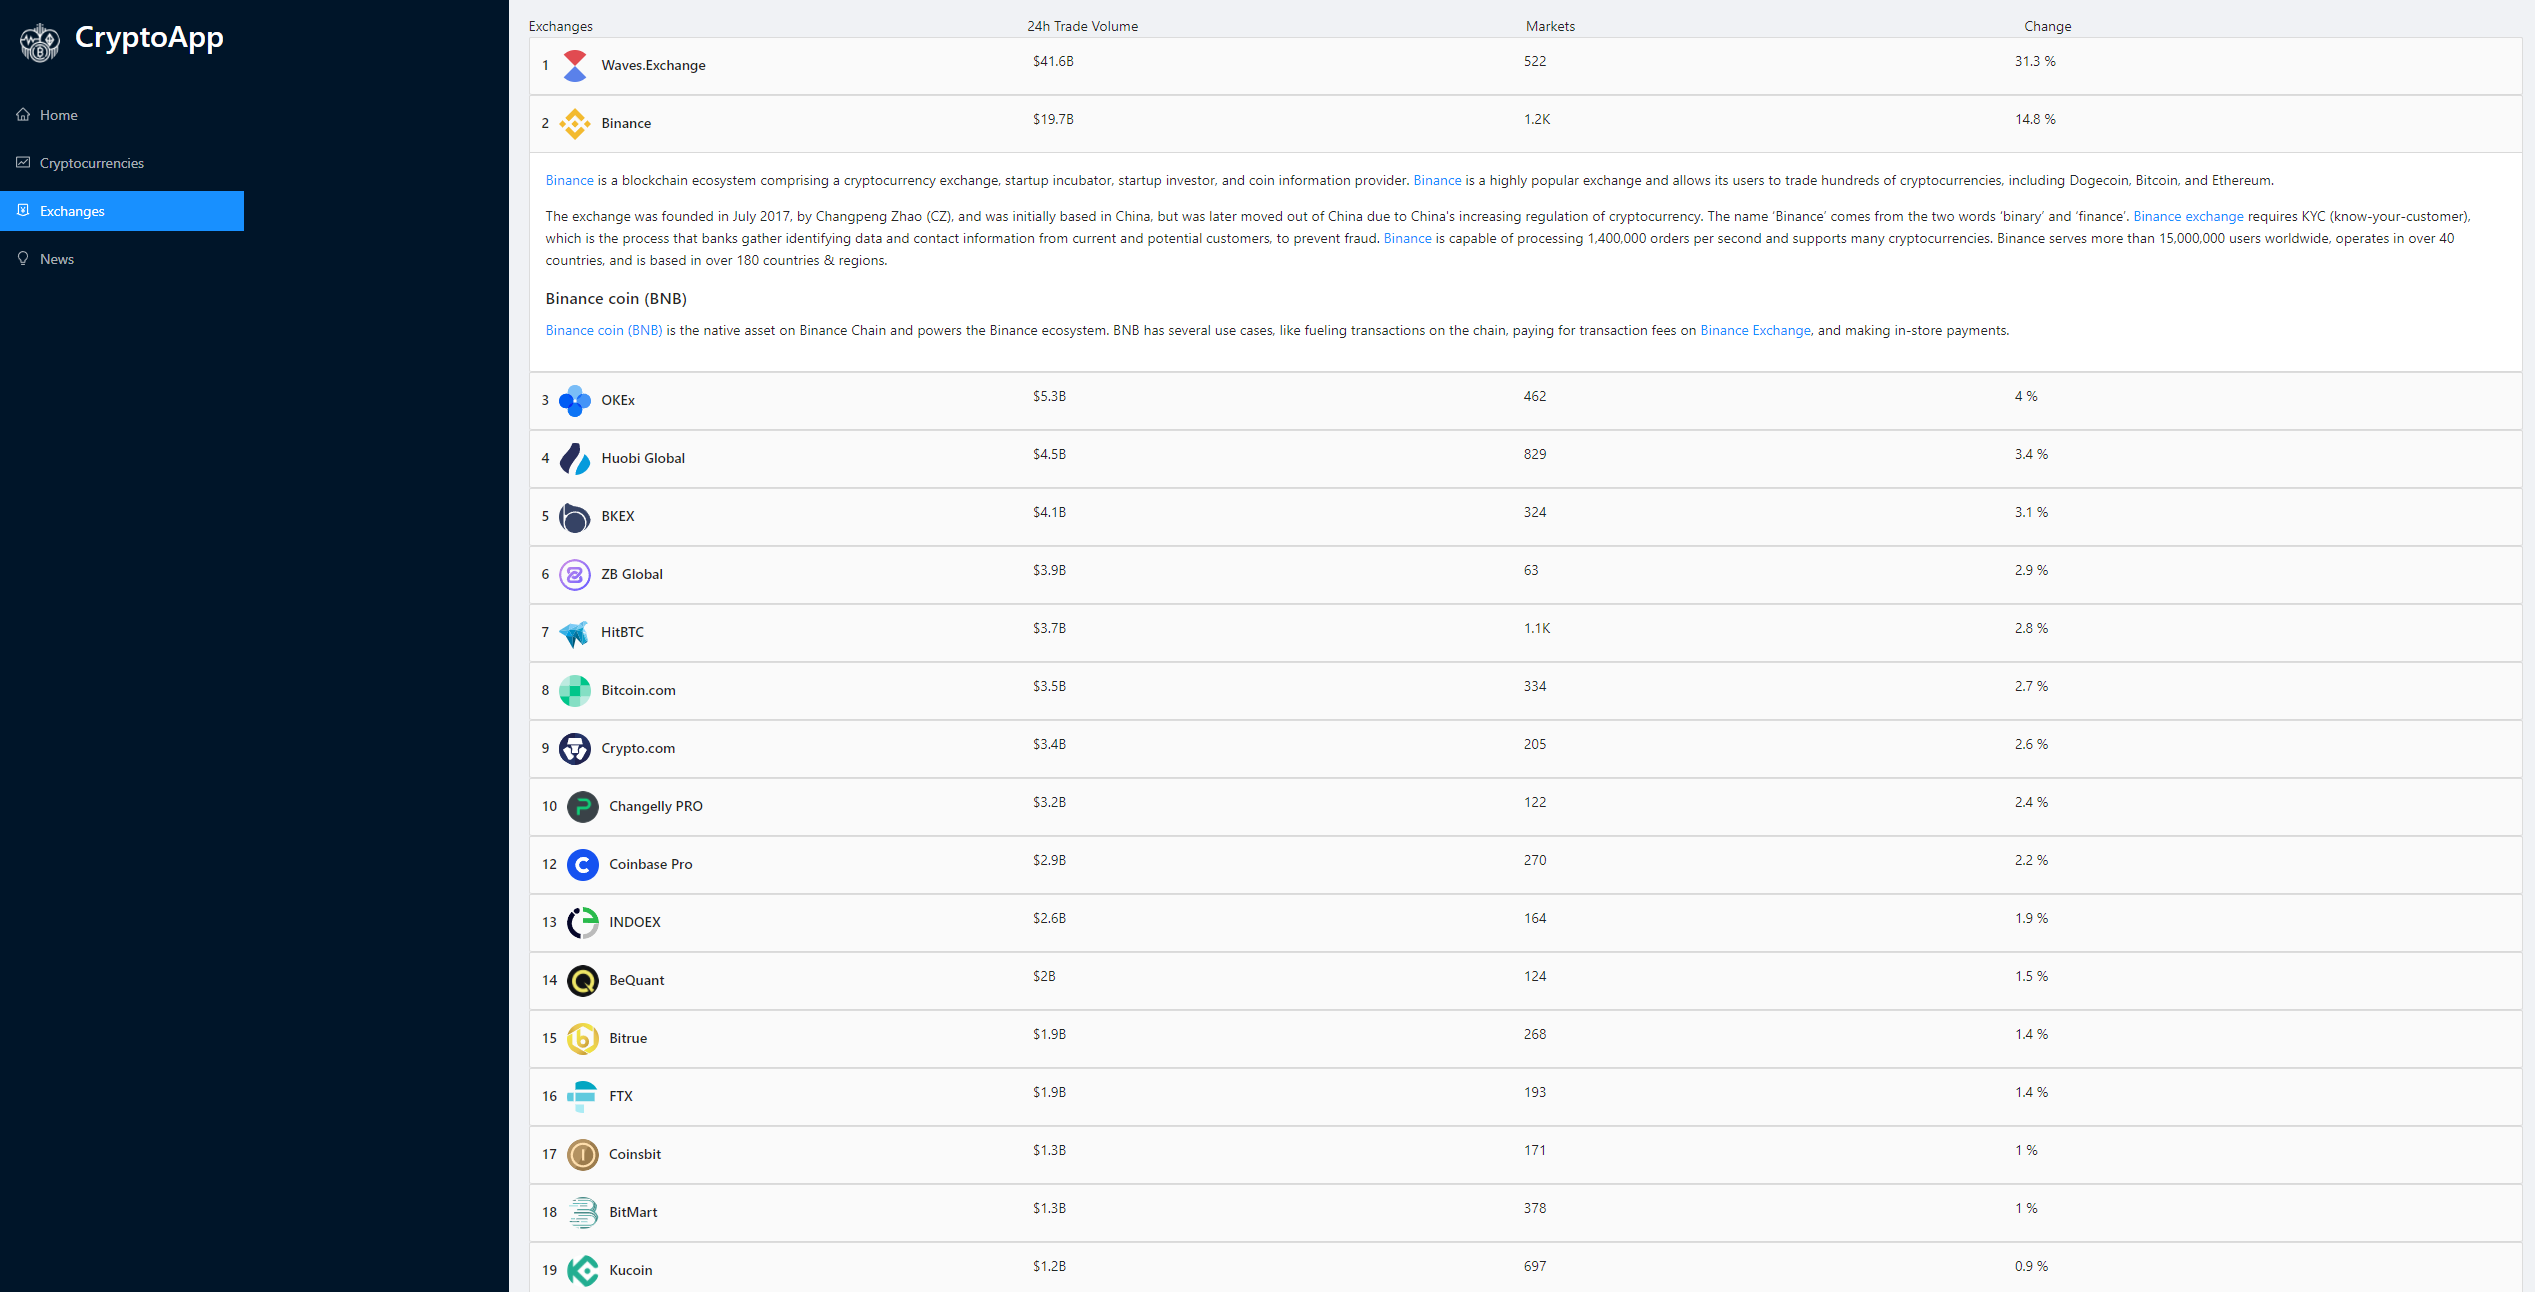 CryptoApp
Home
Cryptocurrencies
Exchanges
News
Exchanges 24h Trade Volume Markets Change
1 Waves.Exchange $41.6B 522 31.3 %
2 Binance $19.7B 1.2K 14.8 %
Binance is a blockchain ecosystem comprising a cryptocurrency exchange, startup incubator, startup investor, and coin information provider. Binance is a highly popular exchange and allows its users to trade hundreds of cryptocurrencies, including Dogecoin, Bitcoin, and Ethereum.
The exchange was founded in July 2017, by Changpeng Zhao (CZ), and was initially based in China, but was later moved out of China due to China's increasing regulation of cryptocurrency. The name ‘Binance’ comes from the two words ‘binary’ and ‘finance’. Binance exchange requires KYC (know-your-customer),
which is the process that banks gather identifying data and contact information from current and potential customers, to prevent fraud. Binance is capable of processing 1,400,000 orders per second and supports many cryptocurrencies. Binance serves more than 15,000,000 users worldwide, operates in over 40
countries, and is based in over 180 countries & regions.
Binance coin (BNB)
Binance coin (BNB) is the native asset on Binance Chain and powers the Binance ecosystem. BNB has several use cases, like fueling transactions on the chain, paying for transaction fees on Binance Exchange, and making in-store payments.
3 OKEx $5.3B 462 4 %
4 Huobi Global $4.5B 829 3.4 %
5 BKEX $4.1B 324 3.1 %
6 ZB Global $3.9B 63 2.9 %
7 HitBTC $3.7B 1.1K 2.8 %
8 Bitcoin.com $3.5B 334 2.7 %
9 Crypto.com $3.4B 205 2.6 %
10 Changelly PRO $3.2B 122 2.4 %
12 Coinbase Pro $2.9B 270 2.2 %
13 INDOEX $2.6B 164 1.9 %
14 BeQuant $2B 124 1.5 %
15 Bitrue $1.9B 268 1.4 %
16 FTX $1.9B 193 1.4 %
17 Coinsbit $1.3B 171 1 %
18 BitMart $1.3B 378 1 %
19 Kucoin $1.2B 697 0.9 %